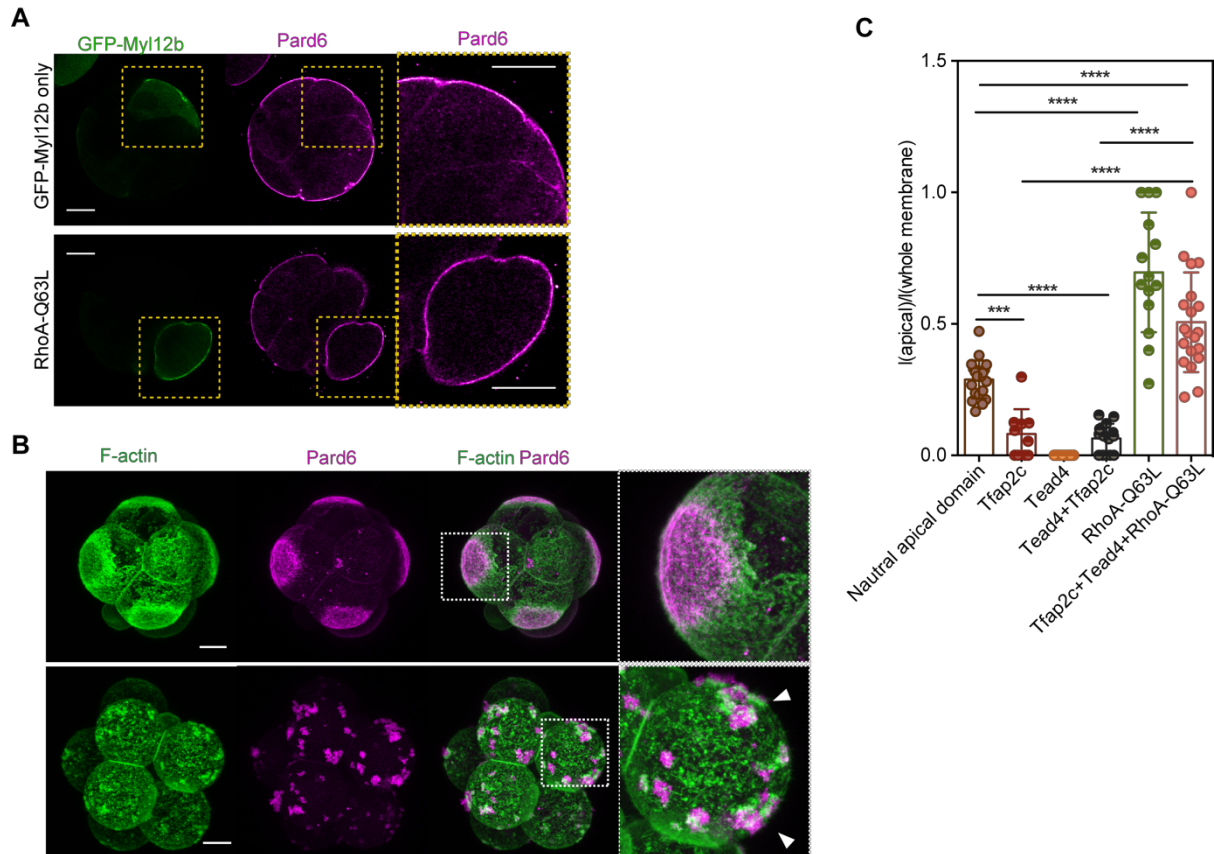 A
GFP-Myl12b Pard6 Pard6
GFP-Myl12b only
RhoA-Q63L
B
F-actin Pard6 F-actin Pard6
C
I(apical)/I(whole membrane)
1.5
1.0
0.5
0.0
****
****
****
****
****
***
Nautral apical domain
Tfap2c
Tead4
Tead4+Tfap2c
RhoA-Q63L
Tfap2c+Tead4+RhoA-Q63L